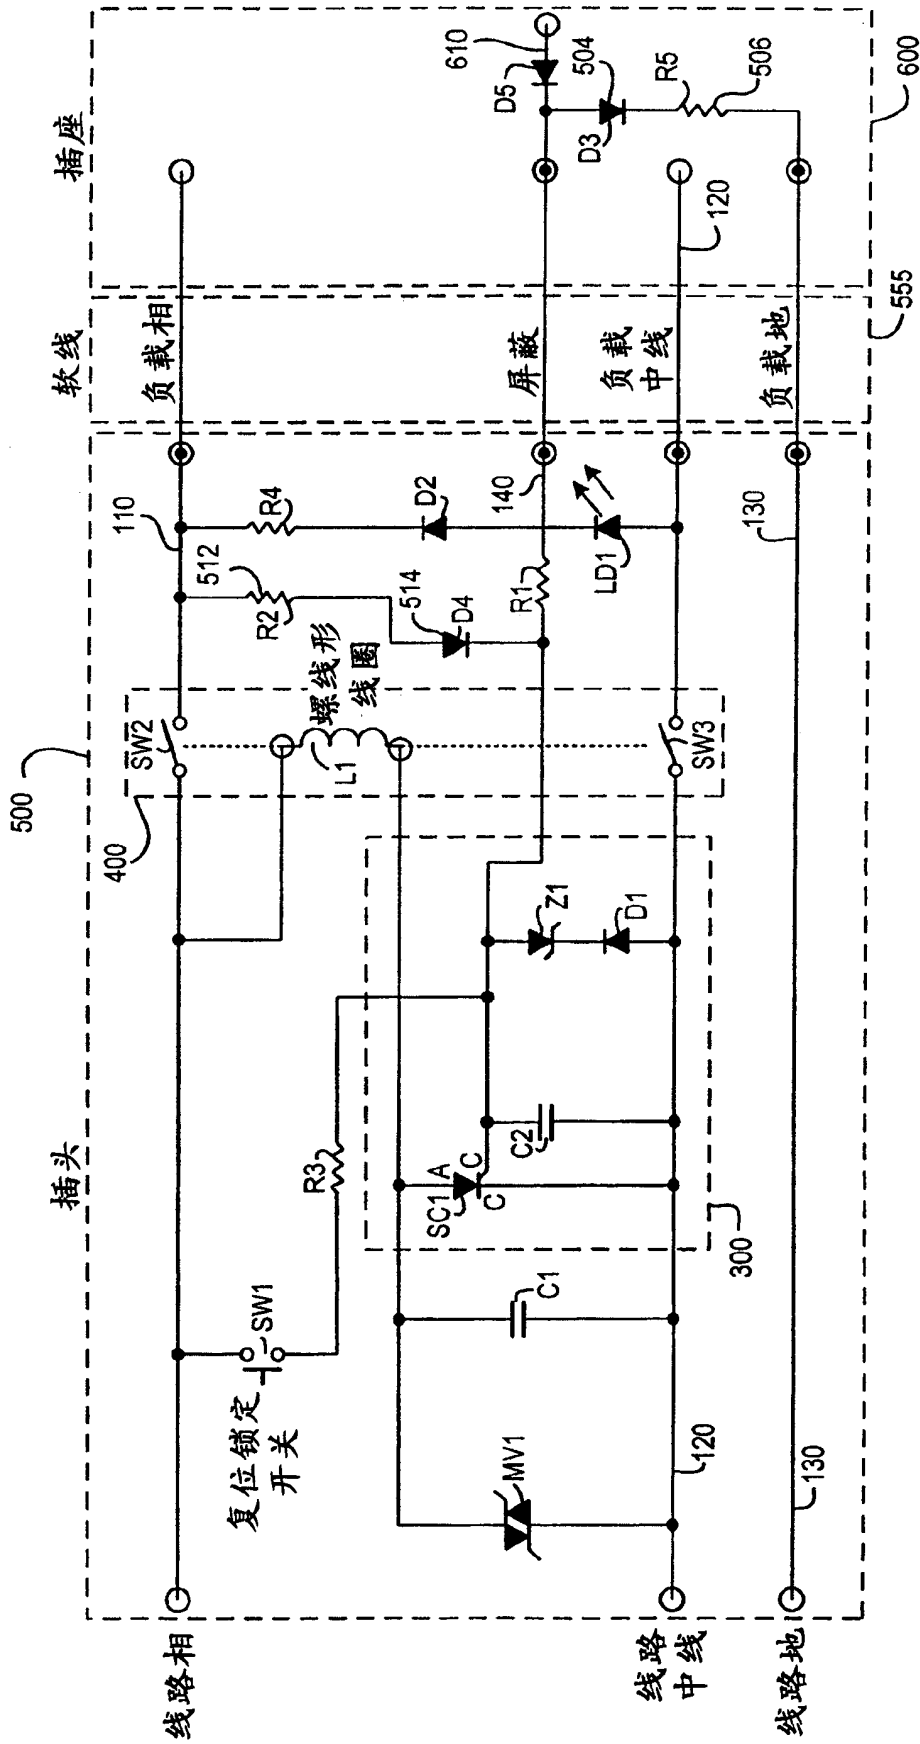 500
插头
软线
插座
400
110
SW2
负载相
线路相
512
复位锁定
开关
SW1
R2
R4
R3
螺线形
线圈
L1
514
D2
D4
SC1
A
C
C
610
140
D5
MV1
C1
C2
Z1
R1
屏蔽
504
D3
D1
LD1
负载
中线
R5
线路
中线
120
SW3
120
300
506
130
130
负载地
线路地
555
600